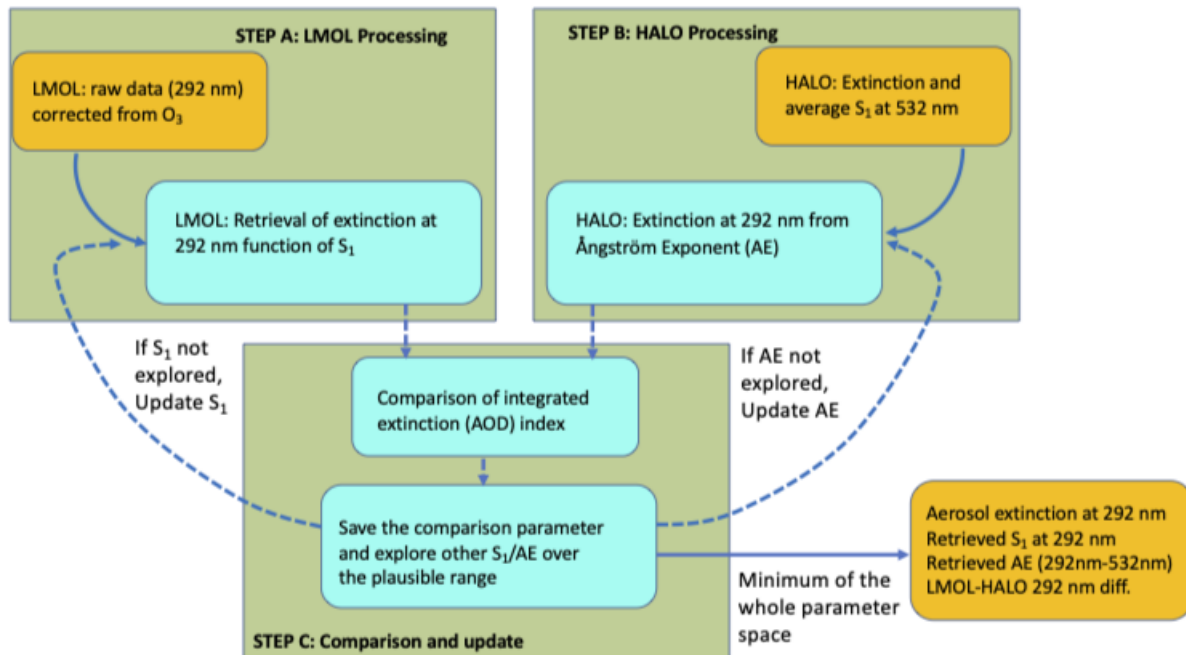 STEP A: LMOL Processing
LMOL: raw data (292 nm)
corrected from O₃
LMOL: Retrieval of extinction at
292 nm function of S₁
STEP B: HALO Processing
HALO: Extinction and
average S₁ at 532 nm
HALO: Extinction at 292 nm from
Ångström Exponent (AE)
If S₁ not
explored,
Update S₁
Comparison of integrated
extinction (AOD) index
If AE not
explored,
Update AE
Save the comparison parameter
and explore other S₁/AE over
the plausible range
STEP C: Comparison and update
Minimum of the
whole parameter
space
Aerosol extinction at 292 nm
Retrieved S₁ at 292 nm
Retrieved AE (292nm-532nm)
LMOL-HALO 292 nm diff.